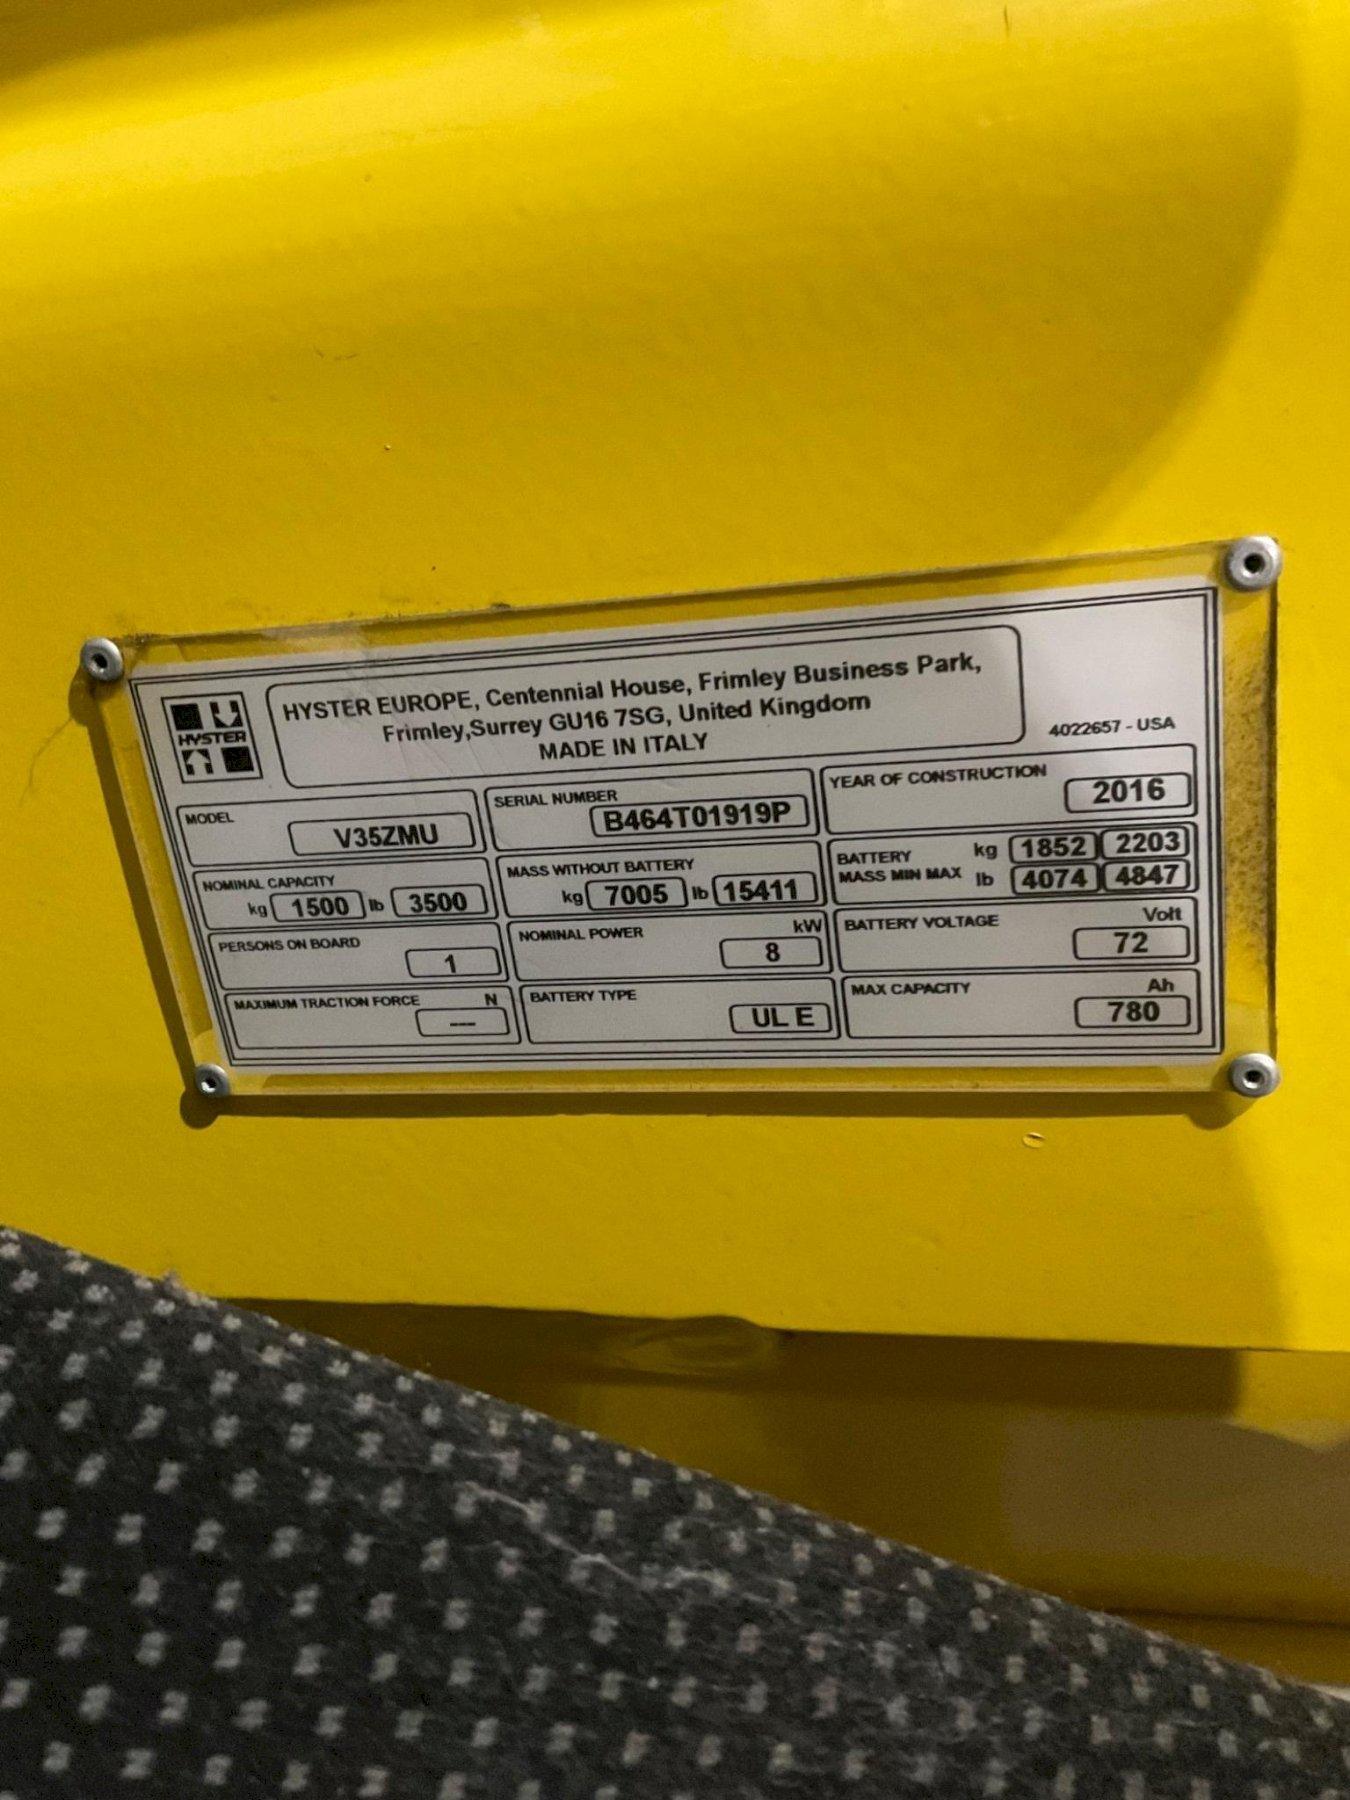 HYSTER
HYSTER EUROPE, Centennial House, Frimley Business Park,
Frimley,Surrey GU16 7SG, United Kingdom
MADE IN ITALY
4022657 - USA
MODEL V35ZMU
SERIAL NUMBER B464T01919P
YEAR OF CONSTRUCTION 2016
NOMINAL CAPACITY
kg 1500 lb 3500
MASS WITHOUT BATTERY
kg 7005 lb 15411
BATTERY kg 1852 2203
MASS MIN MAX lb 4074 4847
PERSONS ON BOARD 1
NOMINAL POWER kW
8
BATTERY VOLTAGE Volt
72
MAXIMUM TRACTION FORCE N
---
BATTERY TYPE
UL E
MAX CAPACITY Ah
780